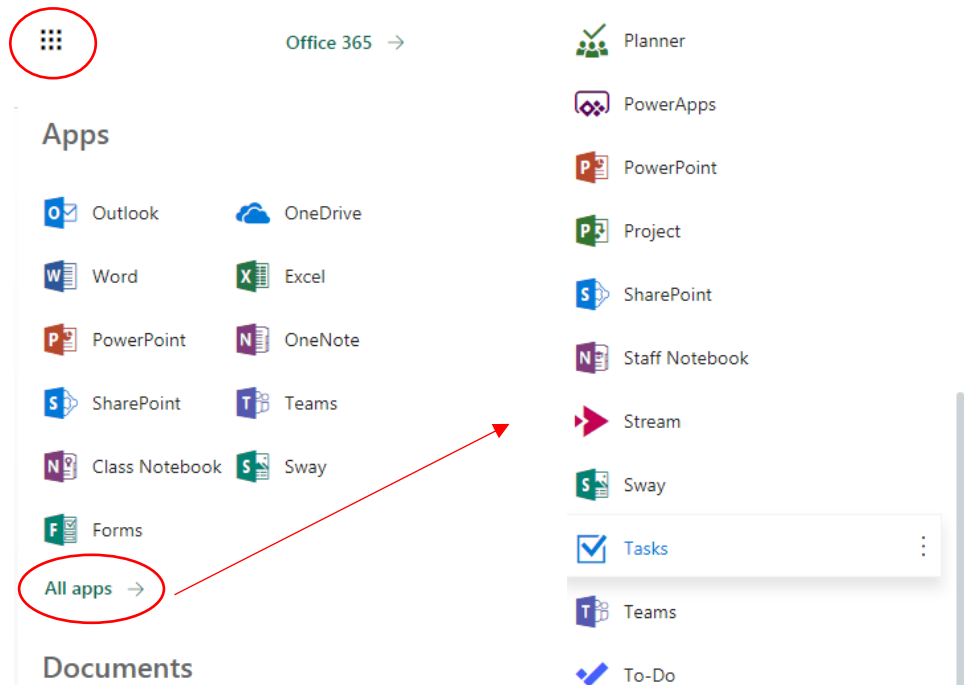 Office 365 →
Apps
Outlook
OneDrive
Word
Excel
PowerPoint
OneNote
SharePoint
Teams
Class Notebook
Sway
Forms
All apps →
Documents
Planner
PowerApps
PowerPoint
Project
SharePoint
Staff Notebook
Stream
Sway
Tasks
Teams
To-Do